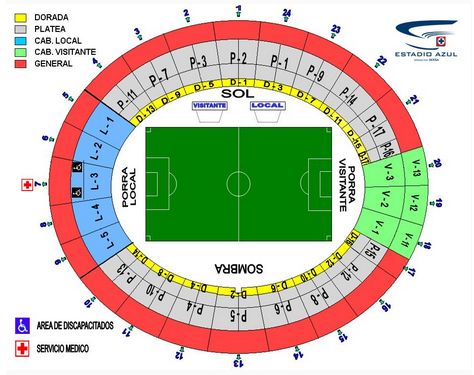 DORADA
PLATEA
CAB. LOCAL
CAB. VISITANTE
GENERAL
ESTADIO AZUL
1
24
23
22
21
20
19
18
17
16
15
14
13
12
11
10
9
8
7
6
5
4
3
2
P-11
P-7
P-3
P-2
P-1
P-9
P-14
P-17
P-16
D-13
D-9
D-5
D-1
D-3
D-7
D-11
D-15
SOL
VISITANTE
LOCAL
L-1
L-2
L-3
L-4
L-5
PORRA LOCAL
PORRA VISITANTE
V-3
V-13
V-2
V-12
V-1
V-11
SOMBRA
D-14
D-8
D-4
D-2
D-6
D-12
D-10
P-13
P-10
P-4
P-5
P-6
P-8
P-12
P-15
AREA DE DISCAPACITADOS
SERVICIO MEDICO